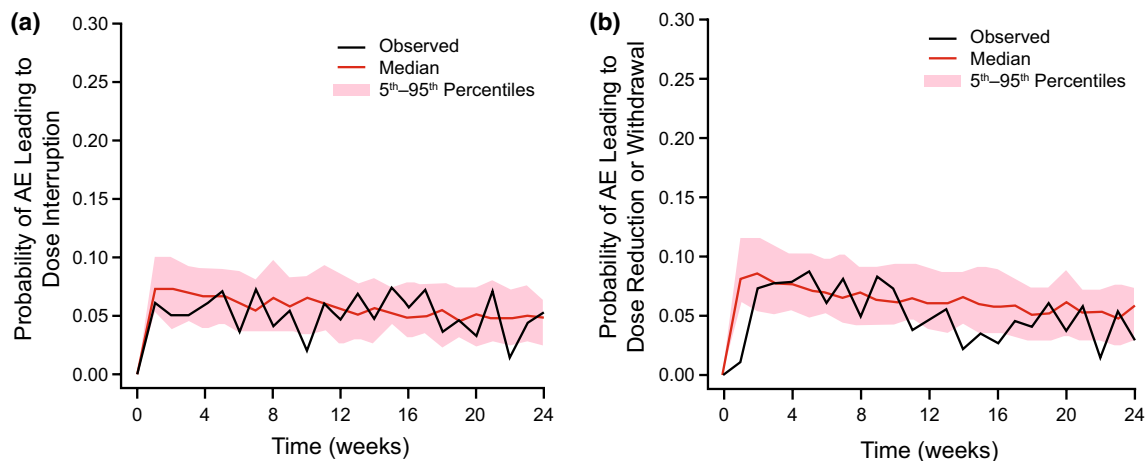 (a)
Probability of AE Leading to
Dose Interruption
0.30
0.25
0.20
0.15
0.10
0.05
0.00
Observed
Median
5th–95th Percentiles
0 4 8 12 16 20 24
Time (weeks)
(b)
Probability of AE Leading to
Dose Reduction or Withdrawal
0.30
0.25
0.20
0.15
0.10
0.05
0.00
Observed
Median
5th–95th Percentiles
0 4 8 12 16 20 24
Time (weeks)